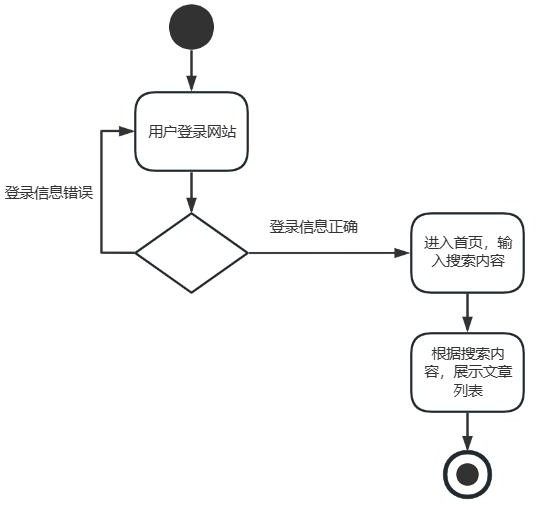 用户登录网站
登录信息错误
登录信息正确
进入首页，输
入搜索内容
根据搜索内
容，展示文章
列表